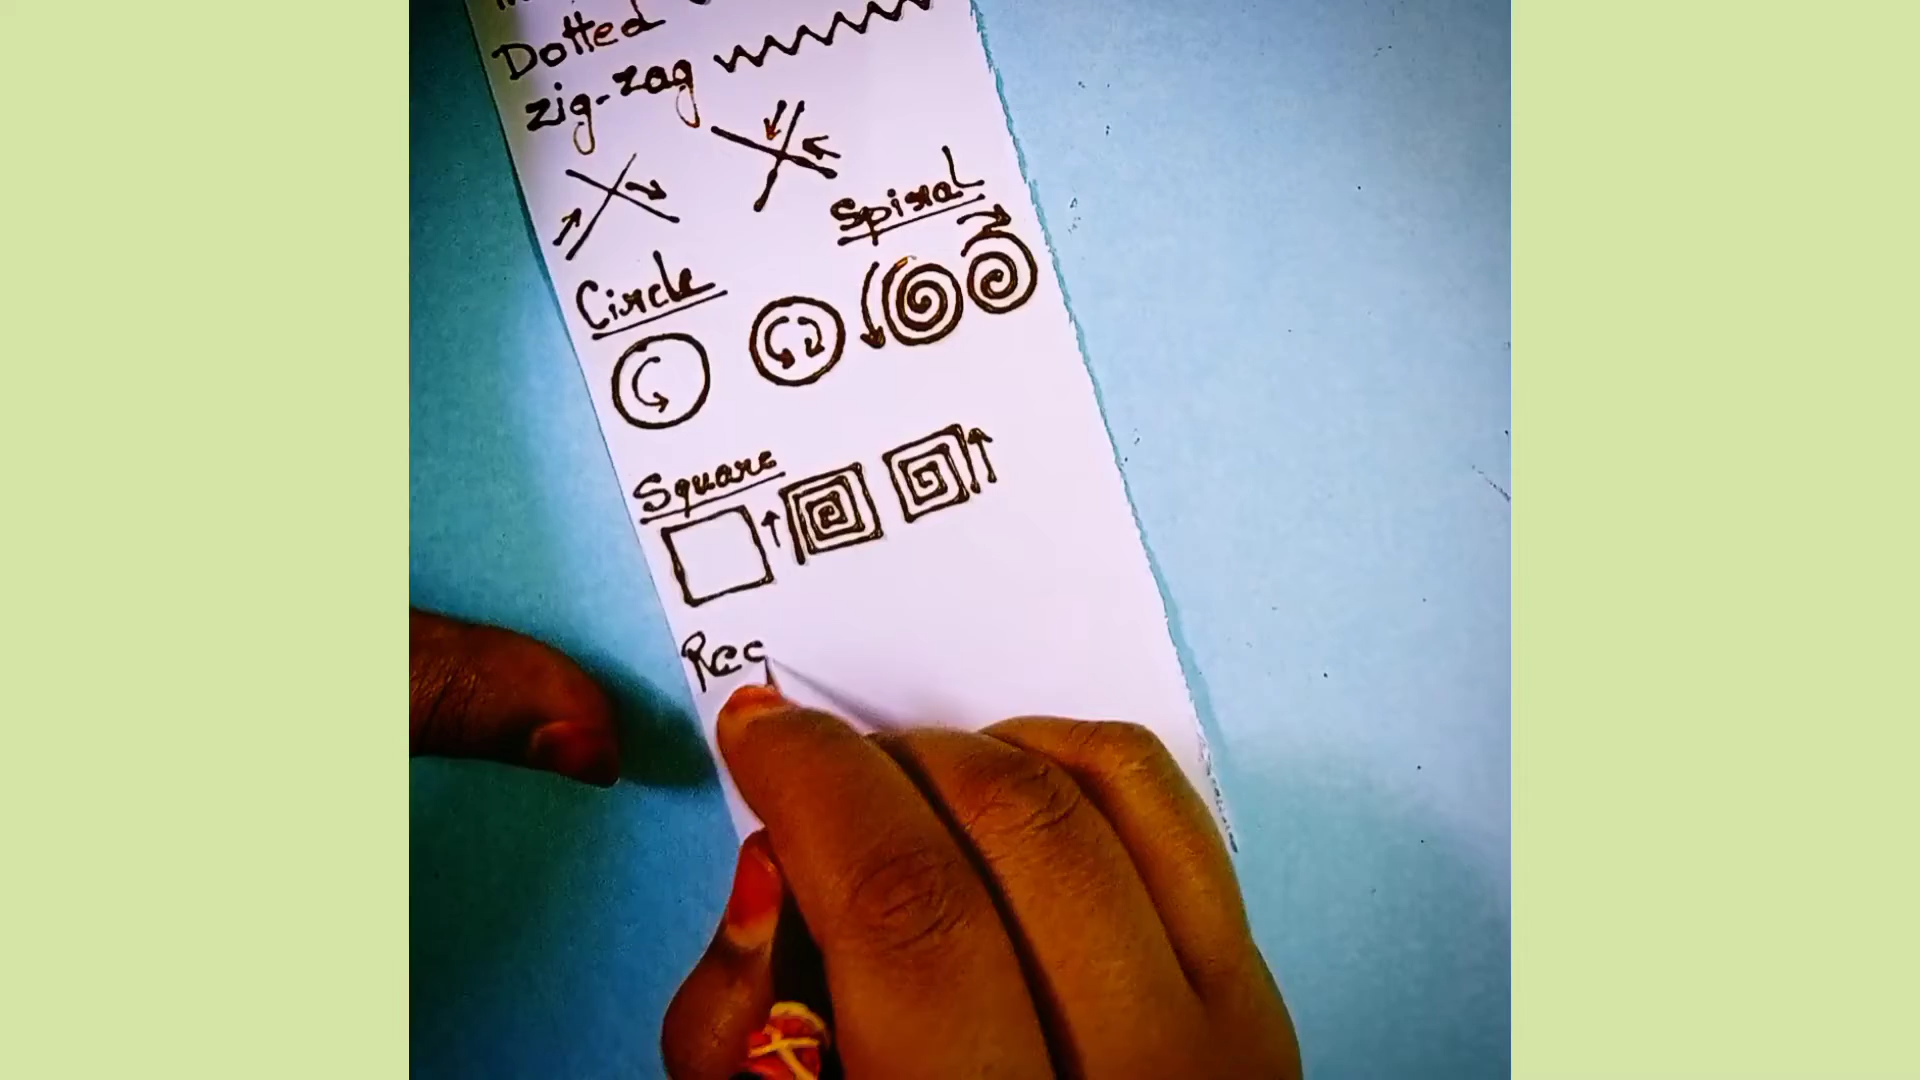 Dotted
zig-zag
Spiral
Circle
Square
Rec